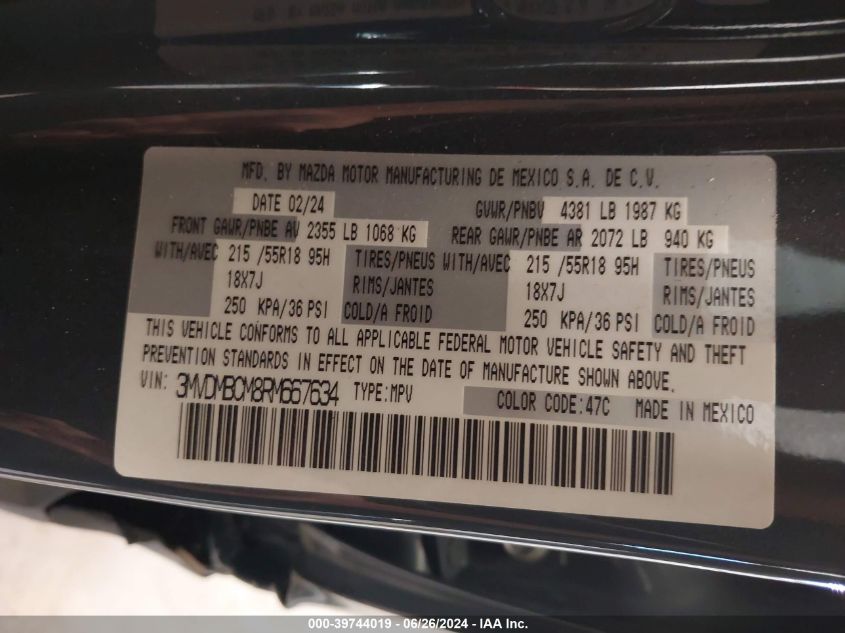 MFD. BY MAZDA MOTOR MANUFACTURING DE MEXICO S.A. DE C.V.
DATE 02/24 GVWR/PNBV 4381 LB 1987 KG
FRONT GAWR/PNBE AV 2355 LB 1068 KG REAR GAWR/PNBE AR 2072 LB 940 KG
WITH/AVEC 215 /55R18 95H TIRES/PNEUS WITH/AVEC 215 /55R18 95H TIRES/PNEUS
18X7J RIMS/JANTES 18X7J RIMS/JANTES
250 KPA/36 PSI COLD/A FROID 250 KPA/36 PSI COLD/A FROID
THIS VEHICLE CONFORMS TO ALL APPLICABLE FEDERAL MOTOR VEHICLE SAFETY AND THEFT
PREVENTION STANDARDS IN EFFECT ON THE DATE OF MANUFACTURE SHOWN ABOVE.
VIN: 3MVDMBCM8RM667634 TYPE:MPV COLOR CODE:47C MADE IN MEXICO
000-39744019 - 06/26/2024 - IAA Inc.